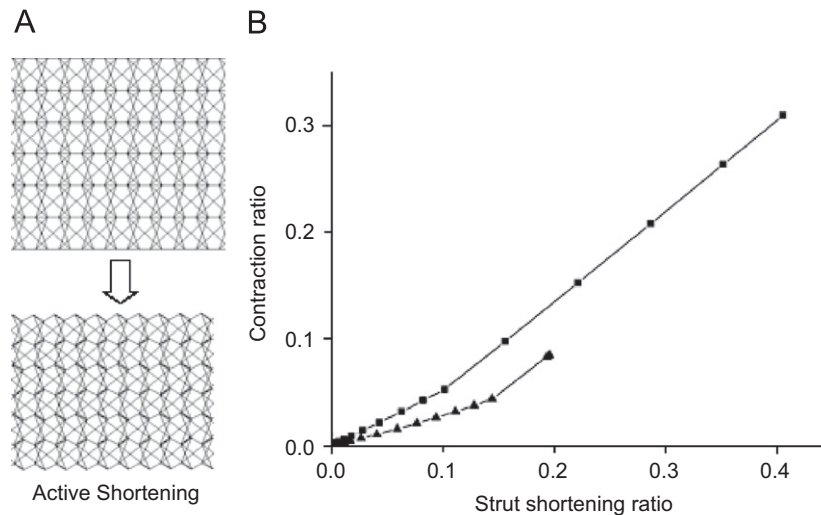 A
Active Shortening
B
Contraction ratio
0.3
0.2
0.1
0.0
0.0 0.1 0.2 0.3 0.4
Strut shortening ratio